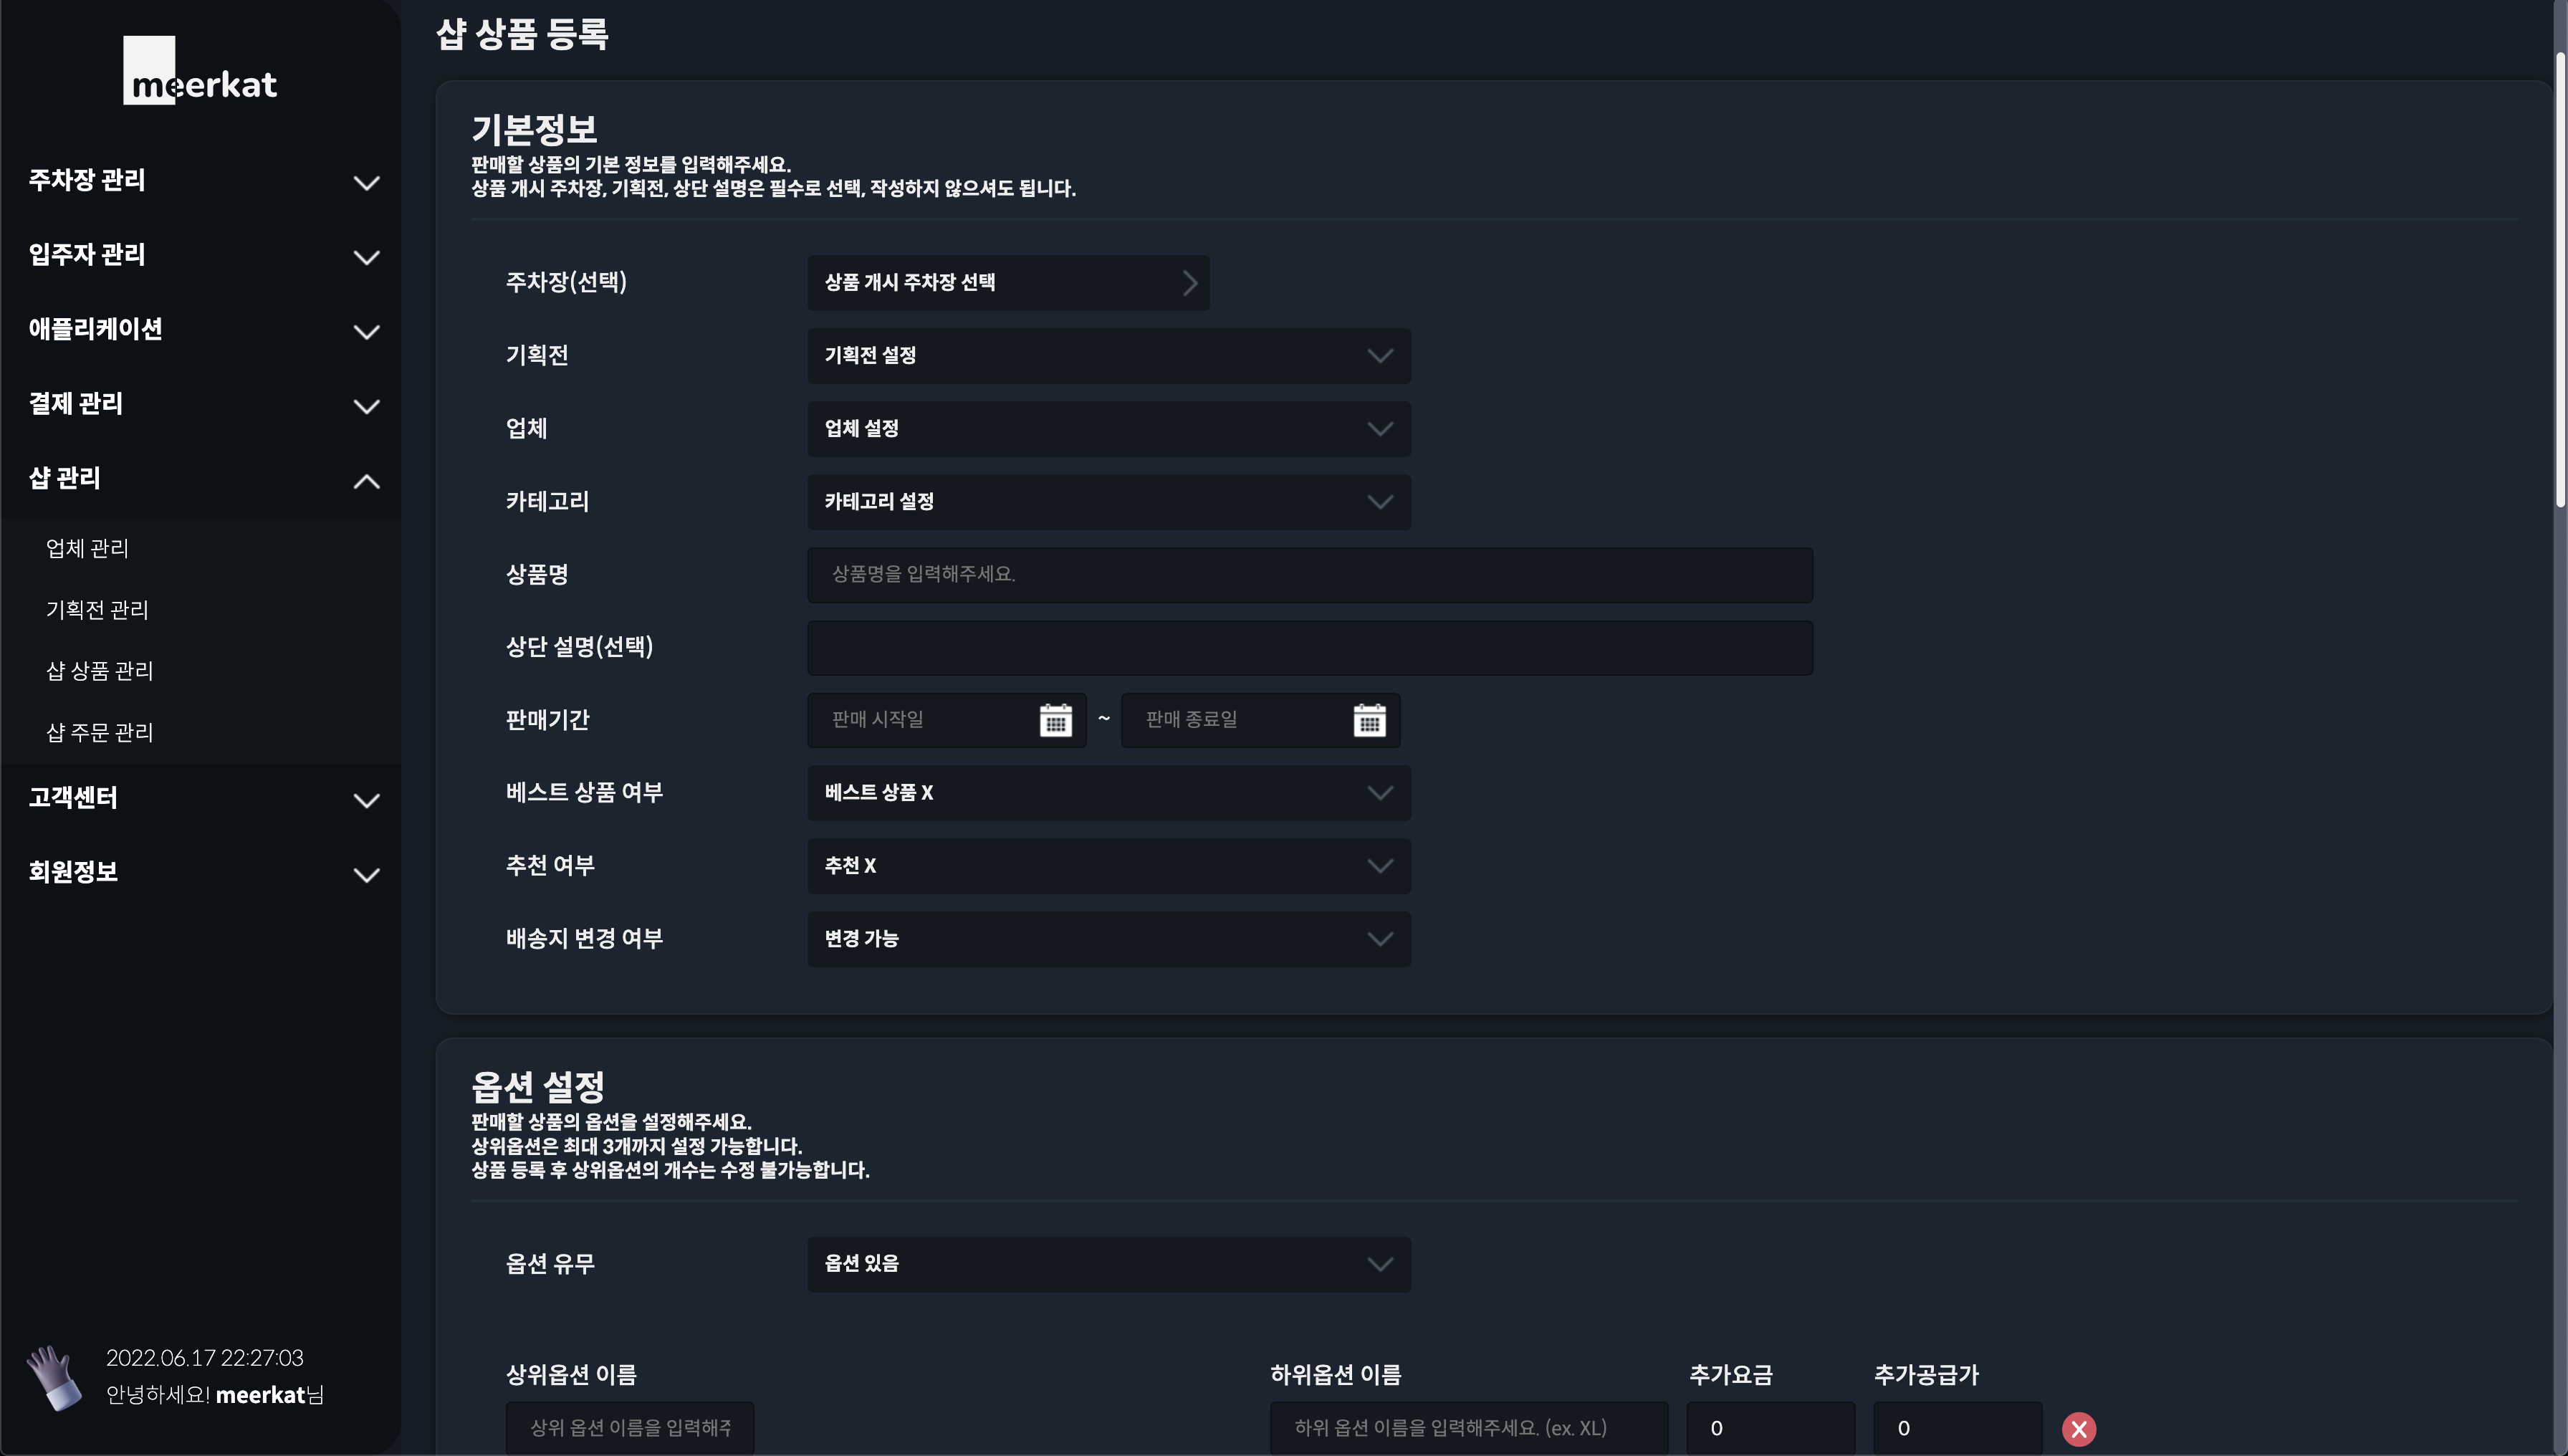 meerkat
주차장 관리
입주자 관리
애플리케이션
결제 관리
샵 관리
업체 관리
기획전 관리
샵 상품 관리
샵 주문 관리
고객센터
회원정보
2022.06.17 22:27:03
안녕하세요! meerkat님
샵 상품 등록
기본정보
판매할 상품의 기본 정보를 입력해주세요.
상품 개시 주차장, 기획전, 상단 설명은 필수로 선택, 작성하지 않으셔도 됩니다.
주차장(선택) 상품 개시 주차장 선택
기획전 기획전 설정
업체 업체 설정
카테고리 카테고리 설정
상품명 상품명을 입력해주세요.
상단 설명(선택)
판매기간 판매 시작일 ~ 판매 종료일
베스트 상품 여부 베스트 상품 X
추천 여부 추천 X
배송지 변경 여부 변경 가능
옵션 설정
판매할 상품의 옵션을 설정해주세요.
상위옵션은 최대 3개까지 설정 가능합니다.
상품 등록 후 상위옵션의 개수는 수정 불가능합니다.
옵션 유무 옵션 있음
상위옵션 이름 하위옵션 이름 추가요금 추가공급가
상위 옵션 이름을 입력해주 하위 옵션 이름을 입력해주세요. (ex. XL) 0 0